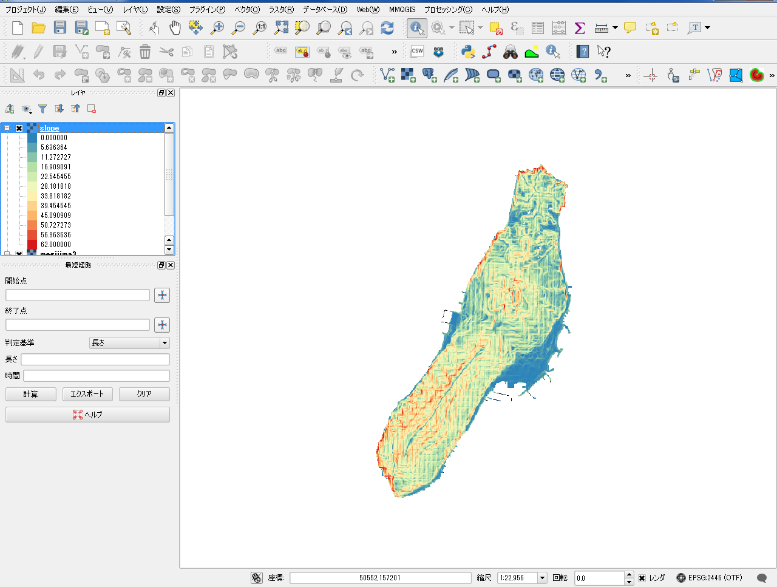 プロジェクト(J) 編集(E) ビュー(V) レイヤ(L) 設定(S) プラグイン(P) ベクタ(O) ラスタ(R) データベース(D) Web(W) MMQGIS プロセッシング(C) ヘルプ(H)
レイヤ
slope
0.000000
5.636364
11.272727
16.909091
22.545455
28.181818
33.818182
39.454545
45.090909
50.727273
56.363636
62.000000
最短経路
開始点
終了点
判定基準 長さ
長さ
時間
計算 エクスポート クリア
ヘルプ
座標: 50552,157201 縮尺 1:22,956 回転 0.0 レンダ EPSG:2446 (OTF)